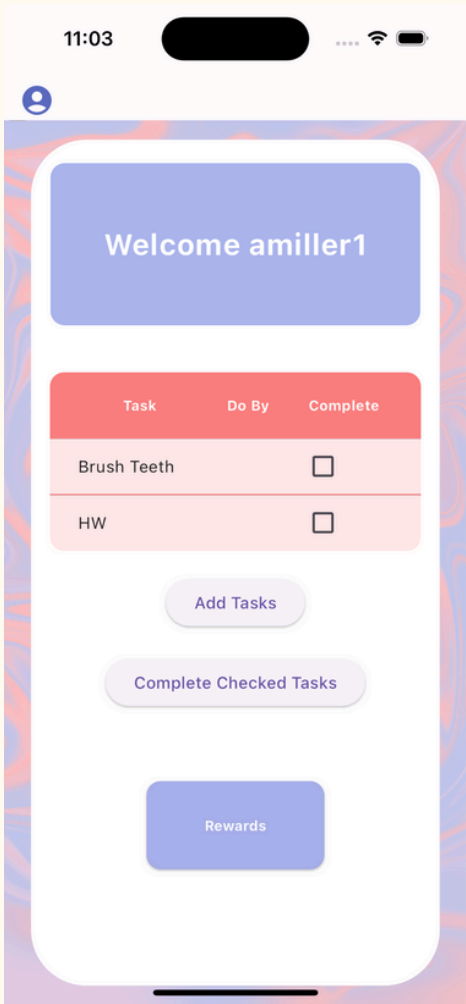 11:03
Welcome amiller1
Task Do By Complete
Brush Teeth
HW
Add Tasks
Complete Checked Tasks
Rewards